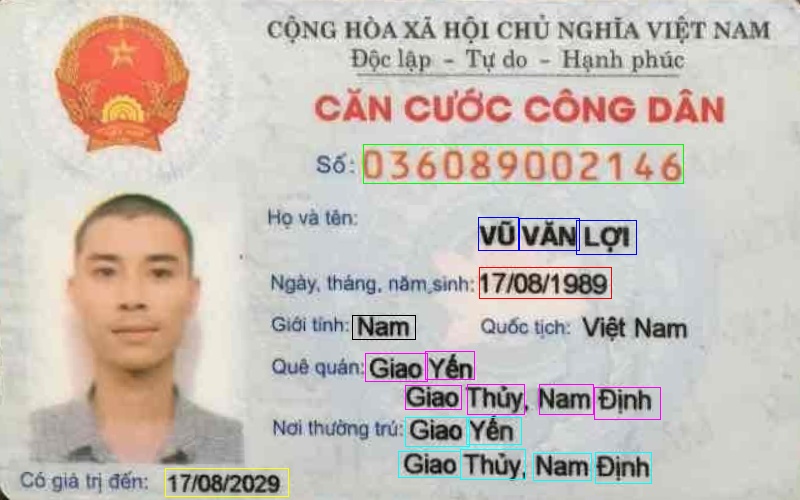 CỘNG HÒA XÃ HỘI CHỦ NGHĨA VIỆT NAM
Độc lập - Tự do - Hạnh phúc
CĂN CƯỚC CÔNG DÂN
Số: 036089002146
Họ và tên:
VŨ VĂN LỢI
Ngày, tháng, năm sinh: 17/08/1989
Giới tính: Nam Quốc tịch: Việt Nam
Quê quán: Giao Yến
Giao Thủy, Nam Định
Nơi thường trú: Giao Yến
Giao Thủy, Nam Định
Có giá trị đến: 17/08/2029